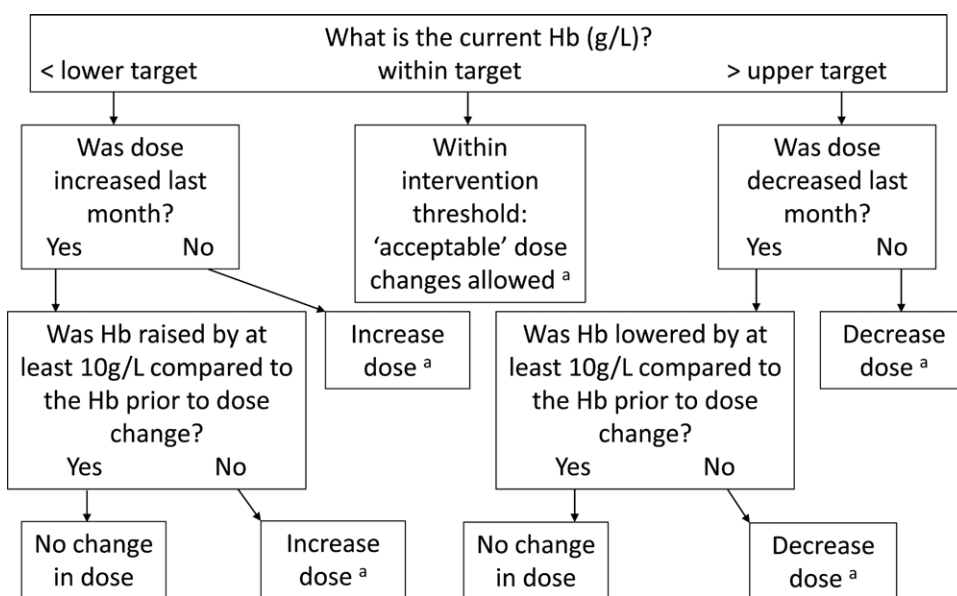 What is the current Hb (g/L)?
< lower target within target > upper target
Was dose
increased last
month?
Yes No
Within
intervention
threshold:
‘acceptable’ dose
changes allowed ᵃ
Was dose
decreased last
month?
Yes No
Was Hb raised by at
least 10g/L compared to
the Hb prior to dose
change?
Yes No
Increase
dose ᵃ
Was Hb lowered by at
least 10g/L compared to
the Hb prior to dose
change?
Yes No
Decrease
dose ᵃ
No change
in dose
Increase
dose ᵃ
No change
in dose
Decrease
dose ᵃ